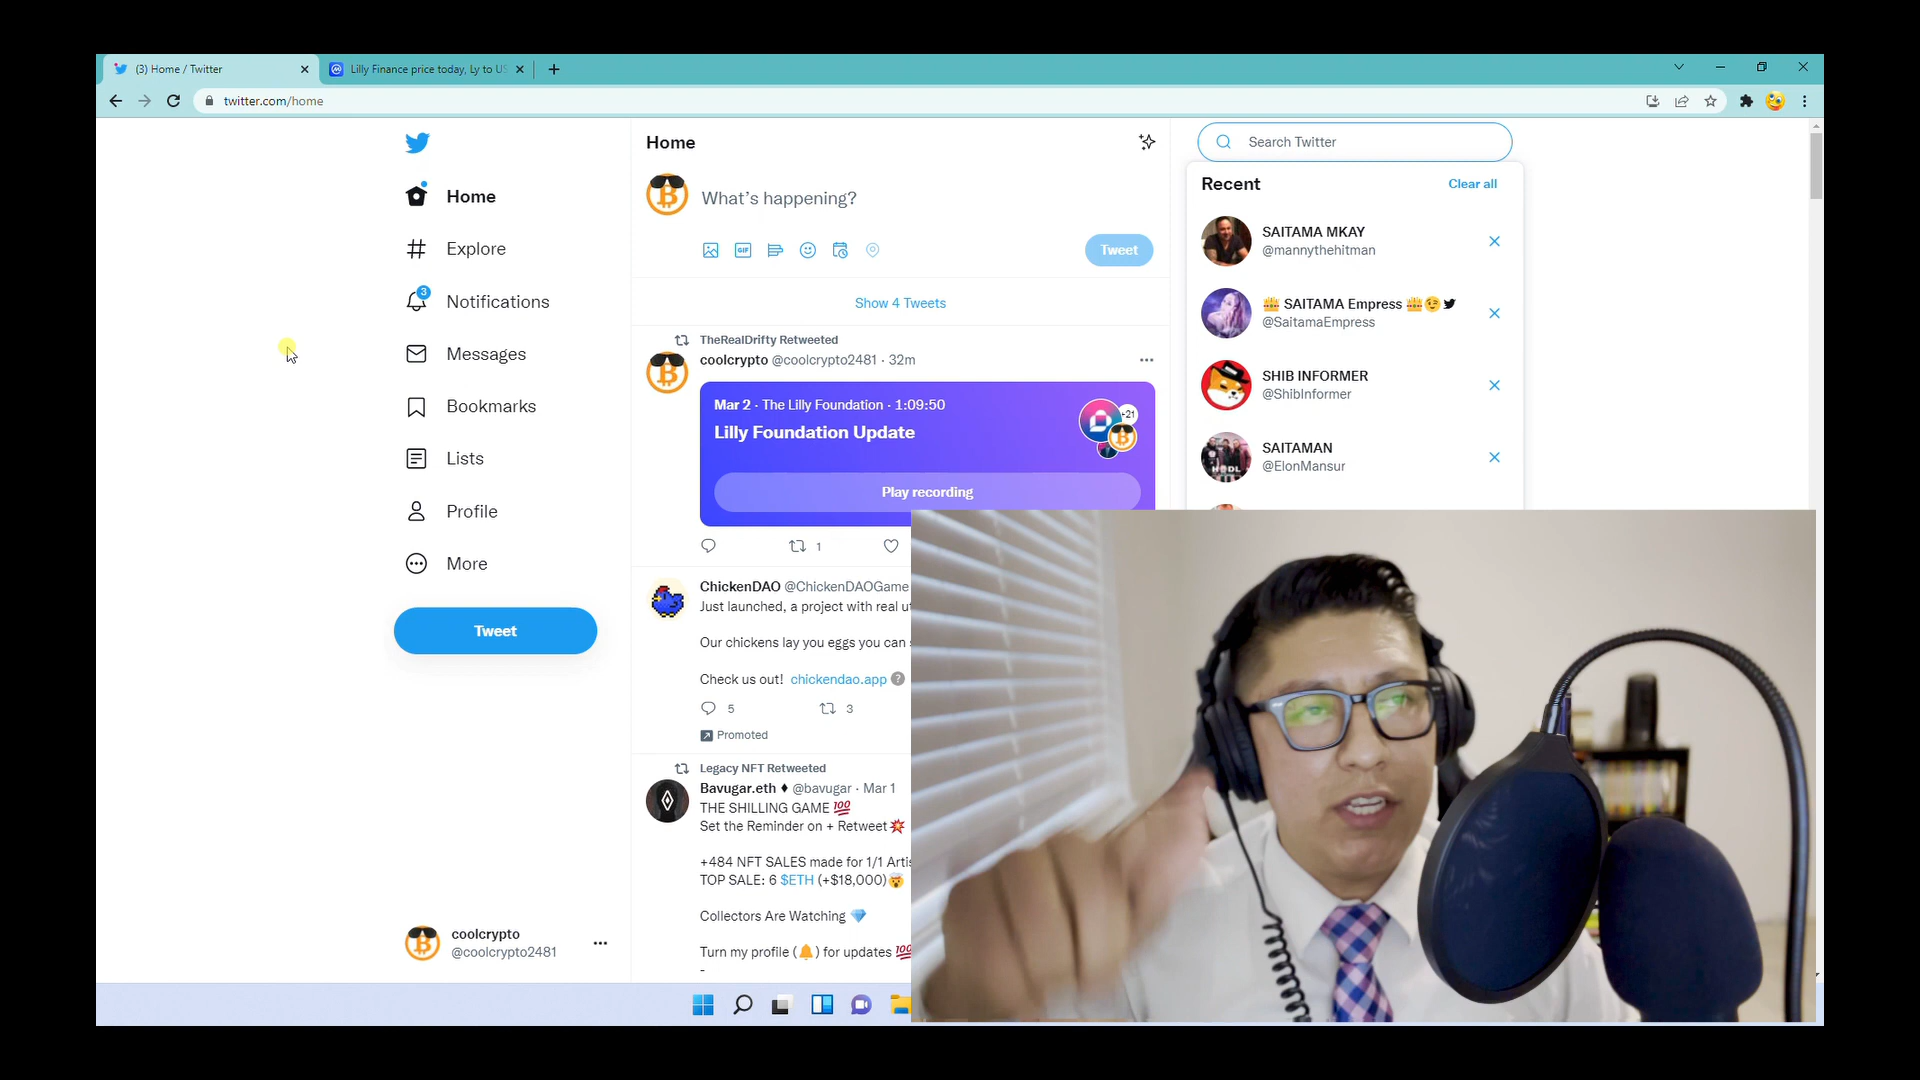 (3) Home / Twitter
Lilly Finance price today, Ly to US
twitter.com/home
Home
Explore
3
Notifications
Messages
Bookmarks
Lists
Profile
More
Tweet
coolcrypto
@coolcrypto2481
Home
What's happening?
GIF
Tweet
Show 4 Tweets
TheRealDrifty Retweeted
coolcrypto @coolcrypto2481 · 32m
Mar 2 · The Lilly Foundation · 1:09:50
+21
Lilly Foundation Update
Play recording
1
ChickenDAO @ChickenDAOGame
Just launched, a project with real
Our chickens lay you eggs you can
Check us out! chickendao.app
5 3
Promoted
Legacy NFT Retweeted
Bavugar.eth ♦ @bavugar · Mar 1
THE SHILLING GAME 💯
Set the Reminder on + Retweet💥
+484 NFT SALES made for 1/1
TOP SALE: 6 $ETH (+$18,000)🤯
Collectors Are Watching 💎
Turn my profile (🔔) for updates 💯
-
Search Twitter
Recent
Clear all
SAITAMA MKAY
@mannythehitman
👑 SAITAMA Empress 👑😉
@SaitamaEmpress
SHIB INFORMER
@ShibInformer
SAITAMAN
@ElonMansur
HODL